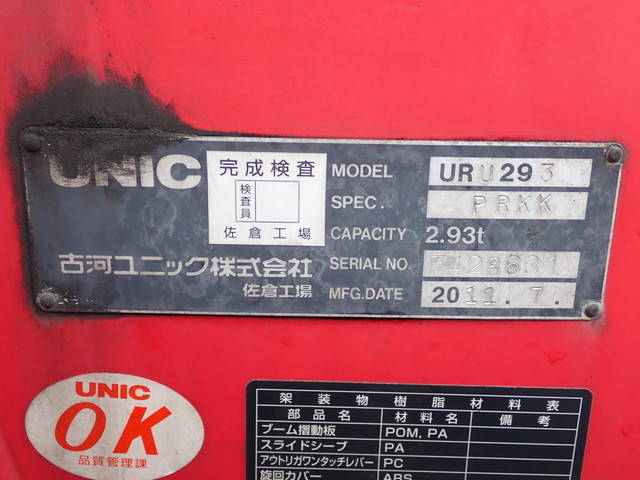 UNIC
完成検査
検査員
佐倉工場
古河ユニック株式会社
佐倉工場
MODEL URU293
SPEC. PRKK
CAPACITY 2.93t
SERIAL NO.
MFG.DATE 2011.7.
UNIC
OK
品質管理課
架装物樹脂材料表
部品名 材料名 備考
ブーム摺動板 POM, PA
スライドシーブ PA
アウトリガワンタッチレバー PC
旋回カバー ABS